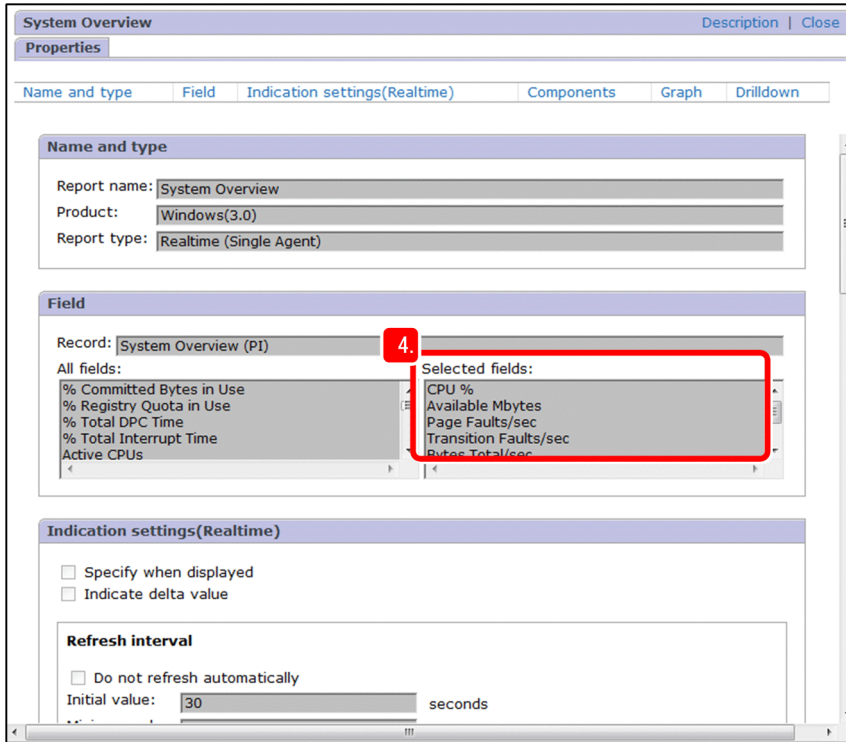 System Overview
Description | Close
Properties
Name and type Field Indication settings(Realtime) Components Graph Drilldown
Name and type
Report name: System Overview
Product: Windows(3.0)
Report type: Realtime (Single Agent)
Field
Record: System Overview (PI)
4.
All fields:
% Committed Bytes in Use
% Registry Quota in Use
% Total DPC Time
% Total Interrupt Time
Active CPUs
Selected fields:
CPU %
Available Mbytes
Page Faults/sec
Transition Faults/sec
Bytes Total/sec
Indication settings(Realtime)
Specify when displayed
Indicate delta value
Refresh interval
Do not refresh automatically
Initial value: 30 seconds